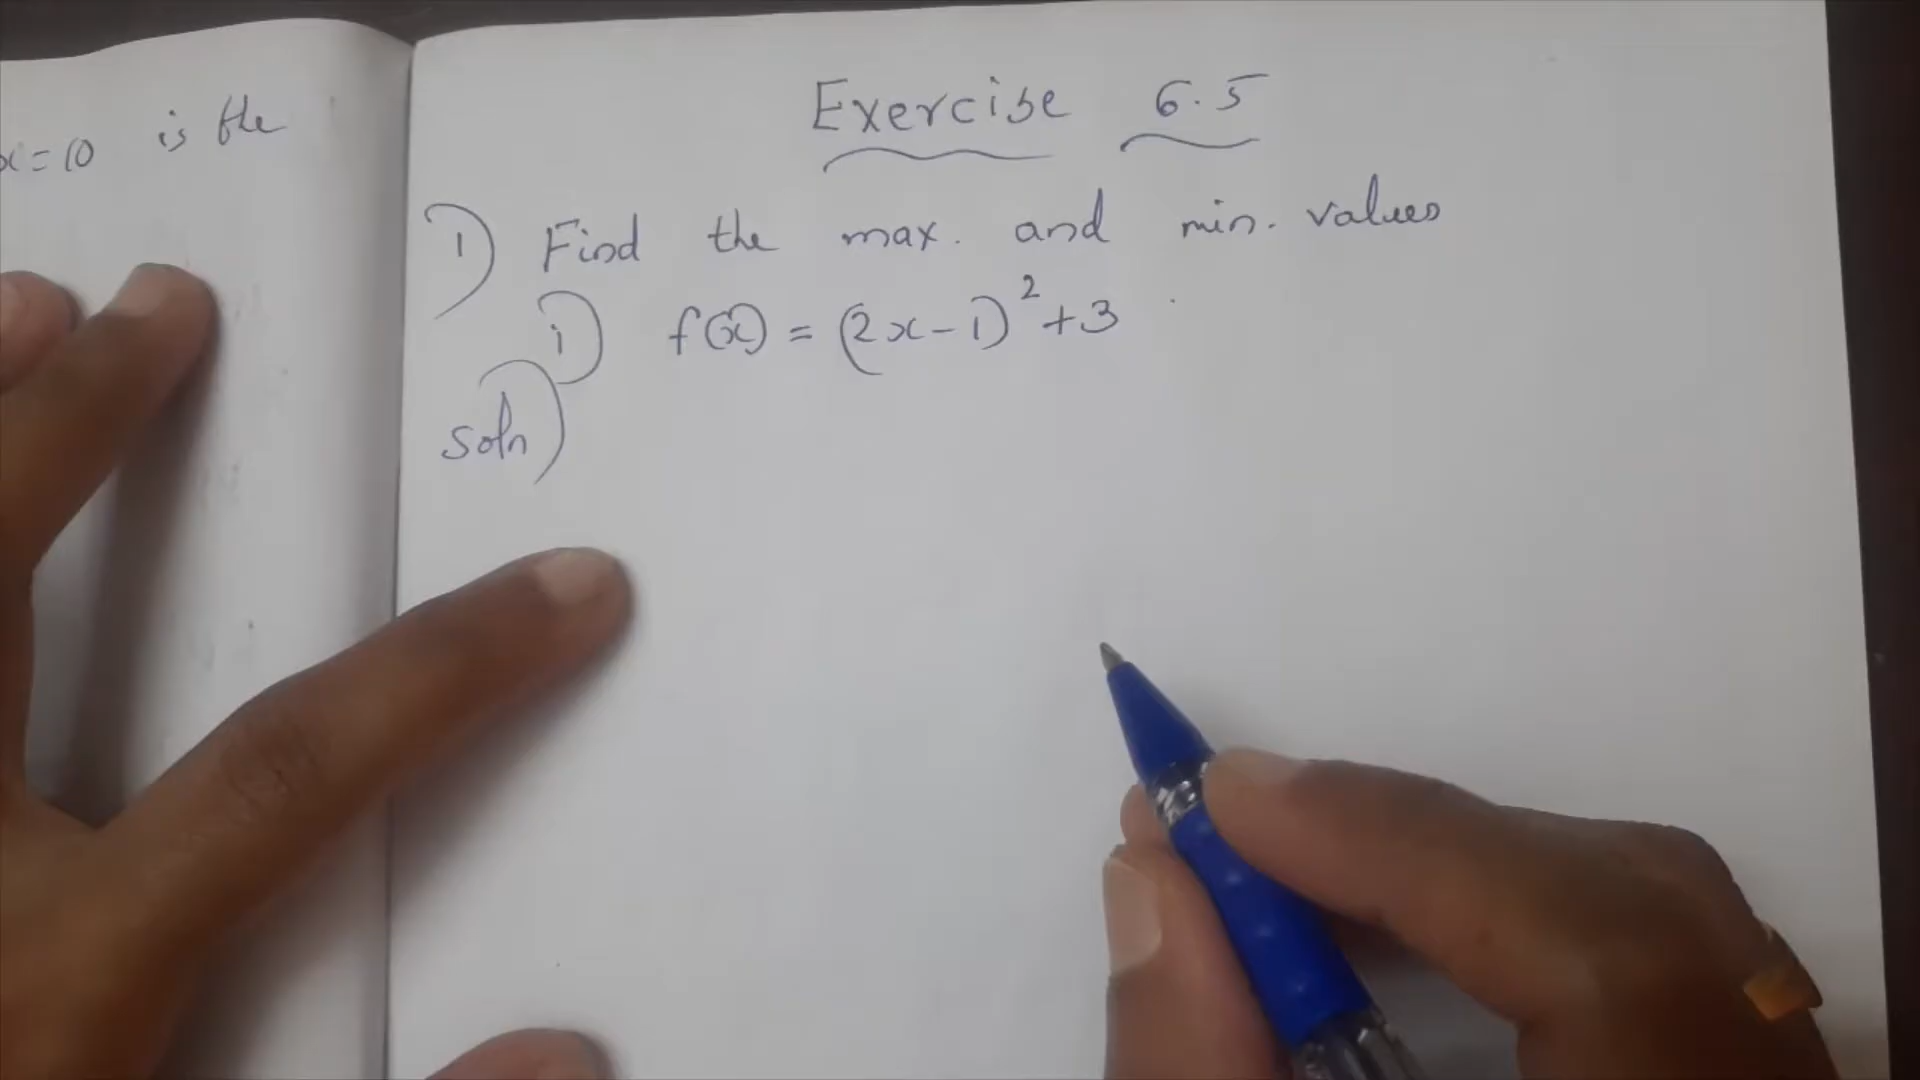 x=10 is the
Exercise 6.5
1) Find the max. and min. values
i) f(x) = (2x-1)² +3
Soln)